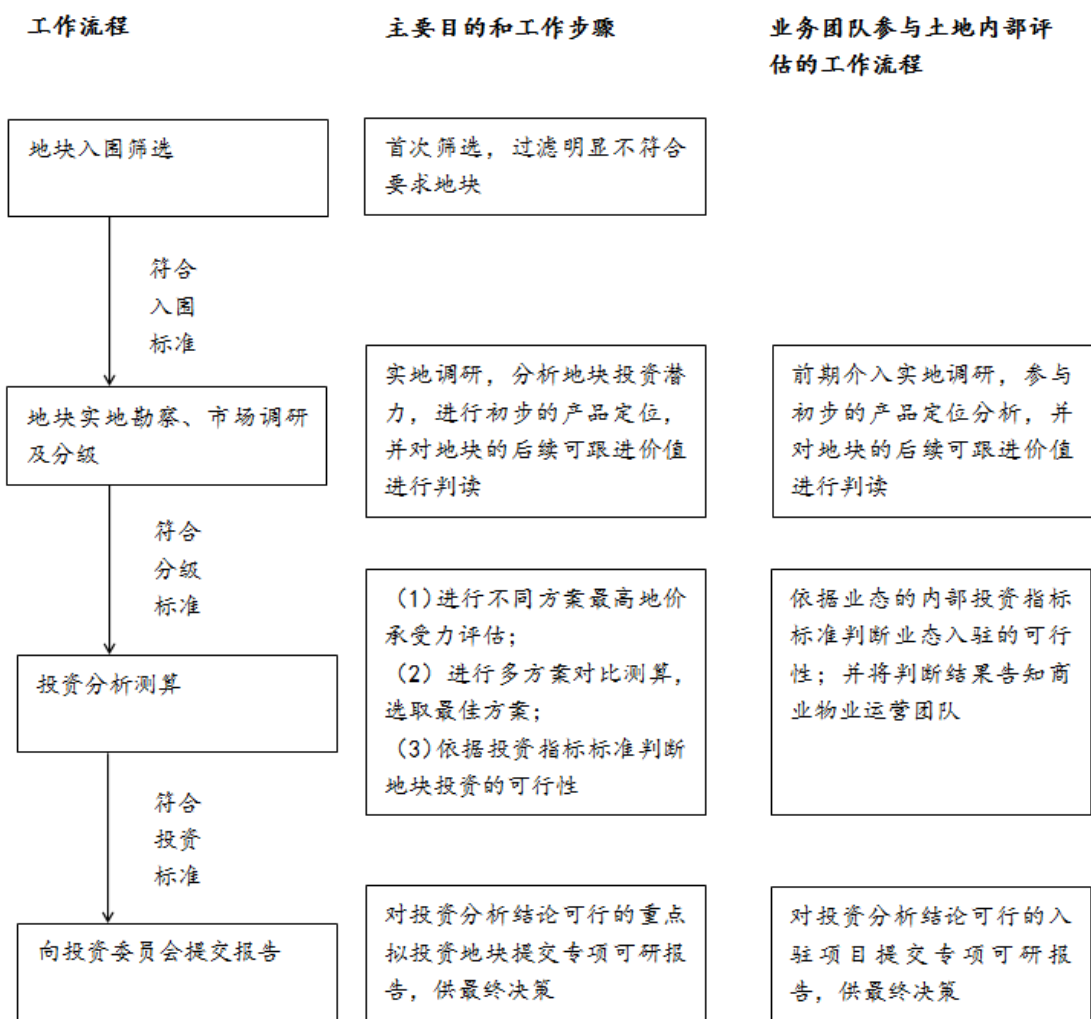 工作流程
主要目的和工作步骤
业务团队参与土地内部评
估的工作流程
地块入围筛选
首次筛选，过滤明显不符合
要求地块
符合
入围
标准
地块实地勘察、市场调研
及分级
实地调研，分析地块投资潜
力，进行初步的产品定位，
并对地块的后续可跟进价值
进行判读
前期介入实地调研，参与
初步的产品定位分析，并
对地块的后续可跟进价值
进行判读
符合
分级
标准
投资分析测算
（1)进行不同方案最高地价
承受力评估；
（2）进行多方案对比测算，
选取最佳方案；
（3)依据投资指标标准判断
地块投资的可行性
依据业态的内部投资指标
标准判断业态入驻的可行
性；并将判断结果告知商
业物业运营团队
符合
投资
标准
向投资委员会提交报告
对投资分析结论可行的重点
拟投资地块提交专项可研报
告，供最终决策
对投资分析结论可行的入
驻项目提交专项可研报
告，供最终决策